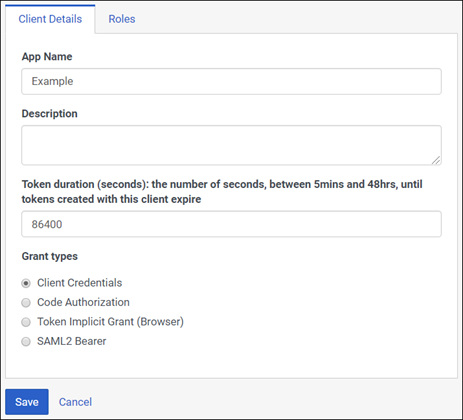 Client Details
Roles
App Name
Example
Description
Token duration (seconds): the number of seconds, between 5mins and 48hrs, until
tokens created with this client expire
86400
Grant types
Client Credentials
Code Authorization
Token Implicit Grant (Browser)
SAML2 Bearer
Save
Cancel